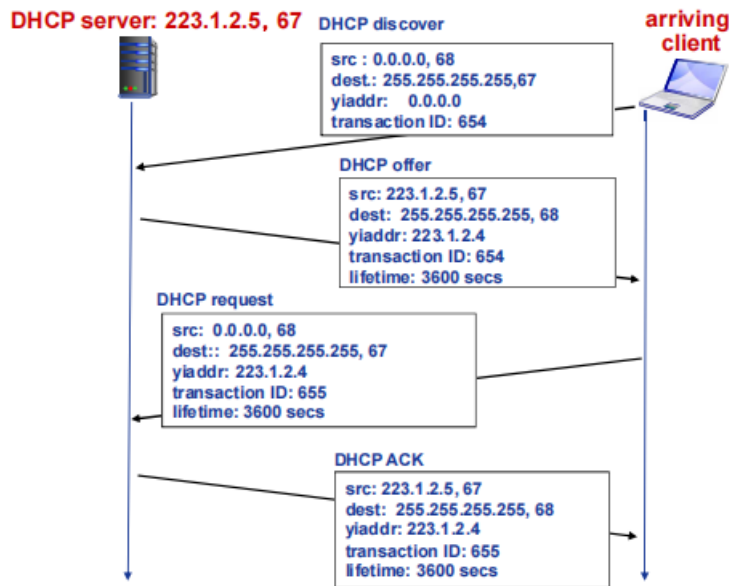 DHCP server: 223.1.2.5, 67
DHCP discover
arriving
client
src : 0.0.0.0, 68
dest.: 255.255.255.255,67
yiaddr: 0.0.0.0
transaction ID: 654
DHCP offer
src: 223.1.2.5, 67
dest: 255.255.255.255, 68
yiaddr: 223.1.2.4
transaction ID: 654
lifetime: 3600 secs
DHCP request
src: 0.0.0.0, 68
dest:: 255.255.255.255, 67
yiaddr: 223.1.2.4
transaction ID: 655
lifetime: 3600 secs
DHCP ACK
src: 223.1.2.5, 67
dest: 255.255.255.255, 68
yiaddr: 223.1.2.4
transaction ID: 655
lifetime: 3600 secs